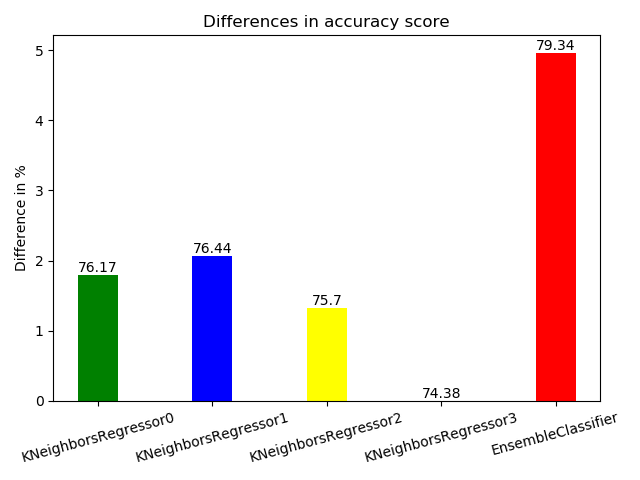 Differences in accuracy score
Difference in %
5
4
3
2
1
0
76.17
76.44
75.7
74.38
79.34
KNeighborsRegressor0
KNeighborsRegressor1
KNeighborsRegressor2
KNeighborsRegressor3
EnsembleClassifier